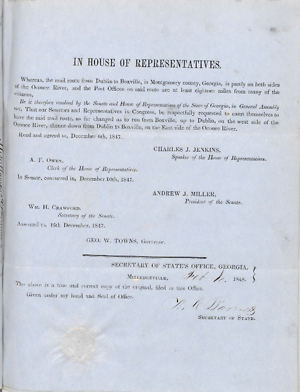 IN HOUSE OF REPRESENTATIVES.
Whereas, the mail route from Dublin to Boxville, in Montgomery county, Georgia, is partly on both sides
of the Oconee River, and the Post Offices on said route are at least eighteen miles from many of the
citizens,
Be it therefore resolved by the Senate and House of Representatives of the State of Georgia, in General Assembly
met, That our Senators and Representatives in Congress, be respectfully requested to use themselves to
have the said mail route, so far changed as to run from Boxville, up to Dublin, on the west side of the
Oconee River, thence down from Dublin to Boxville, on the East side of the Oconee River.
Read and agreed to, December 6th, 1847.
CHARLES J. JENKINS,
Speaker of the House of Representatives.
A. F. OWEN,
Clerk of the House of Representatives.
In Senate, concurred in, December 10th, 1847.
ANDREW J. MILLER,
President of the Senate.
WM. H. CRAWFORD,
Secretary of the Senate.
Assented to, 16th December, 1847.
GEO. W. TOWNS, Governor.
SECRETARY OF STATE'S OFFICE, GEORGIA,
MILLEDGEVILLE, 1848.
The above is a true and correct copy of the original, filed in this Office.
Given under my hand and Seal of Office.
SECRETARY OF STATE.